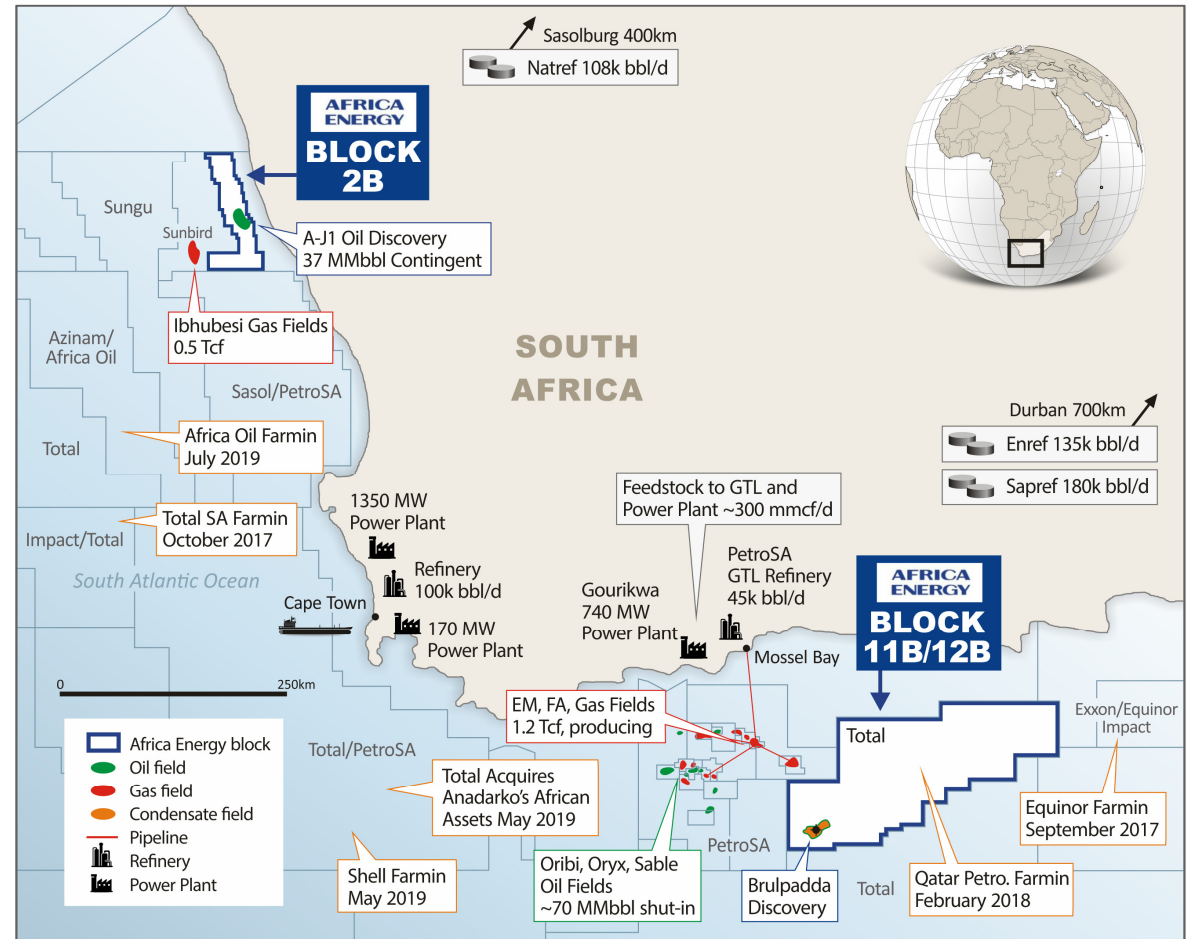 Sasolburg 400km
Natref 108k bbl/d
AFRICA
ENERGY
BLOCK
2B
Sungu
Sunbird
A-J1 Oil Discovery
37 MMbbl Contingent
Ibhubesi Gas Fields
0.5 Tcf
Azinam/
Africa Oil
SOUTH
AFRICA
Sasol/PetroSA
Durban 700km
Enref 135k bbl/d
Sapref 180k bbl/d
Total
Africa Oil Farmin
July 2019
Total SA Farmin
October 2017
Impact/Total
South Atlantic Ocean
1350 MW
Power Plant
Refinery
100k bbl/d
Cape Town
170 MW
Power Plant
Feedstock to GTL and
Power Plant ~300 mmcf/d
PetroSA
GTL Refinery
45k bbl/d
Gourikwa
740 MW
Power Plant
Mossel Bay
AFRICA
ENERGY
BLOCK
11B/12B
0
250km
EM, FA, Gas Fields
1.2 Tcf, producing
Total
Exxon/Equinor
Impact
Africa Energy block
Oil field
Gas field
Condensate field
Pipeline
Refinery
Power Plant
Total/PetroSA
Total Acquires
Anadarko's African
Assets May 2019
Shell Farmin
May 2019
Oribi, Oryx, Sable
Oil Fields
~70 MMbbl shut-in
PetroSA
Brulpadda
Discovery
Total
Qatar Petro. Farmin
February 2018
Equinor Farmin
September 2017